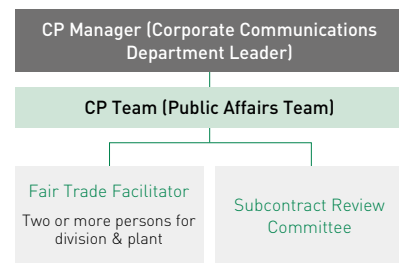 CP Manager (Corporate Communications
Department Leader)
CP Team (Public Affairs Team)
Fair Trade Facilitator
Two or more persons for
division & plant
Subcontract Review
Committee